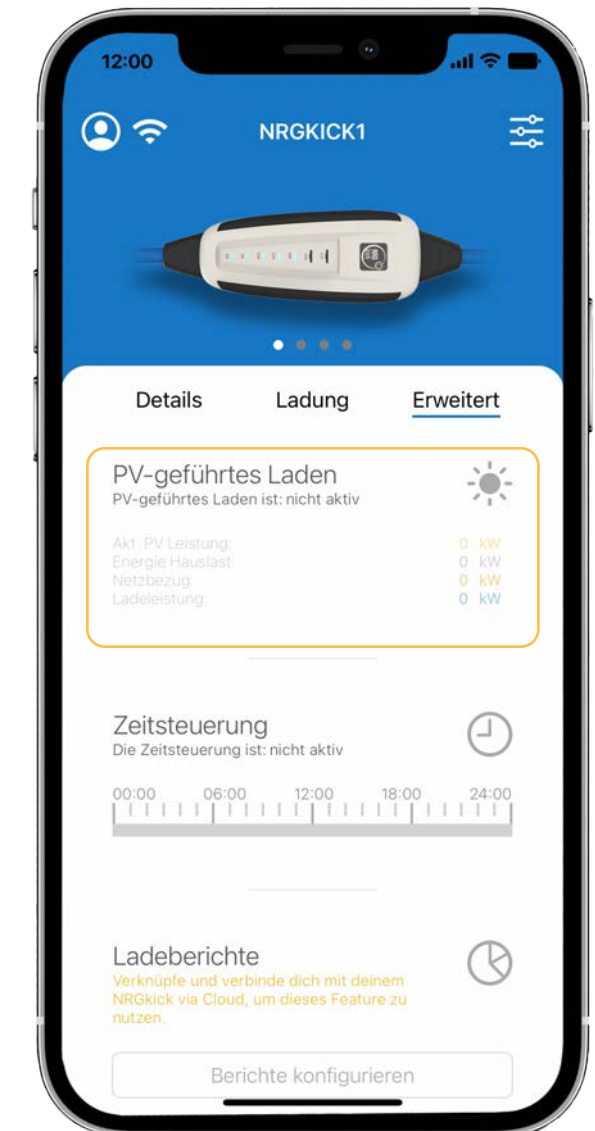 12:00
NRGKICK1
Details Ladung Erweitert
PV-geführtes Laden
PV-geführtes Laden ist: nicht aktiv
Akt. PV Leistung: 0 kW
Energie Hauslast: 0 kW
Netzbezug: 0 kW
Ladeleistung: 0 kW
Zeitsteuerung
Die Zeitsteuerung ist: nicht aktiv
00:00 06:00 12:00 18:00 24:00
Ladeberichte
Verknüpfe und verbinde dich mit deinem
NRGkick via Cloud, um dieses Feature zu
nutzen.
Berichte konfigurieren